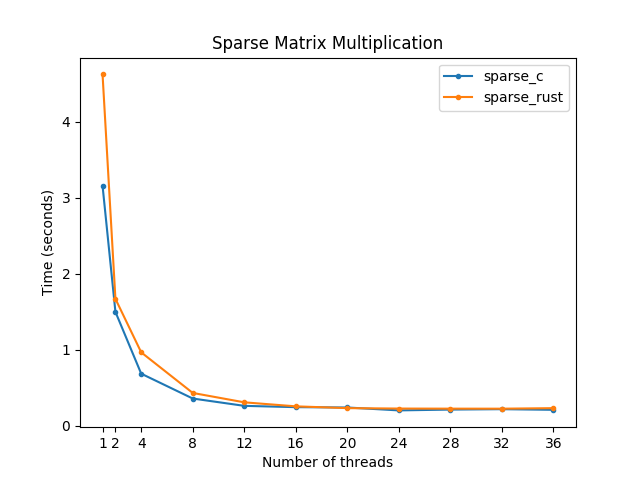 Sparse Matrix Multiplication
sparse_c
sparse_rust
Time (seconds)
4
3
2
1
0
1 2 4 8 12 16 20 24 28 32 36
Number of threads